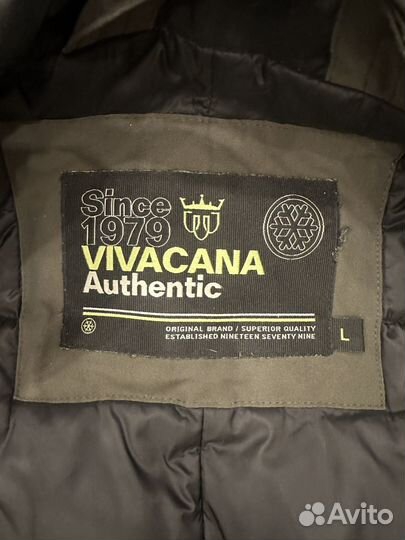 Since
1979
VIVACANA
Authentic
ORIGINAL BRAND / SUPERIOR QUALITY
ESTABLISHED NINETEEN SEVENTY NINE
L
Avito